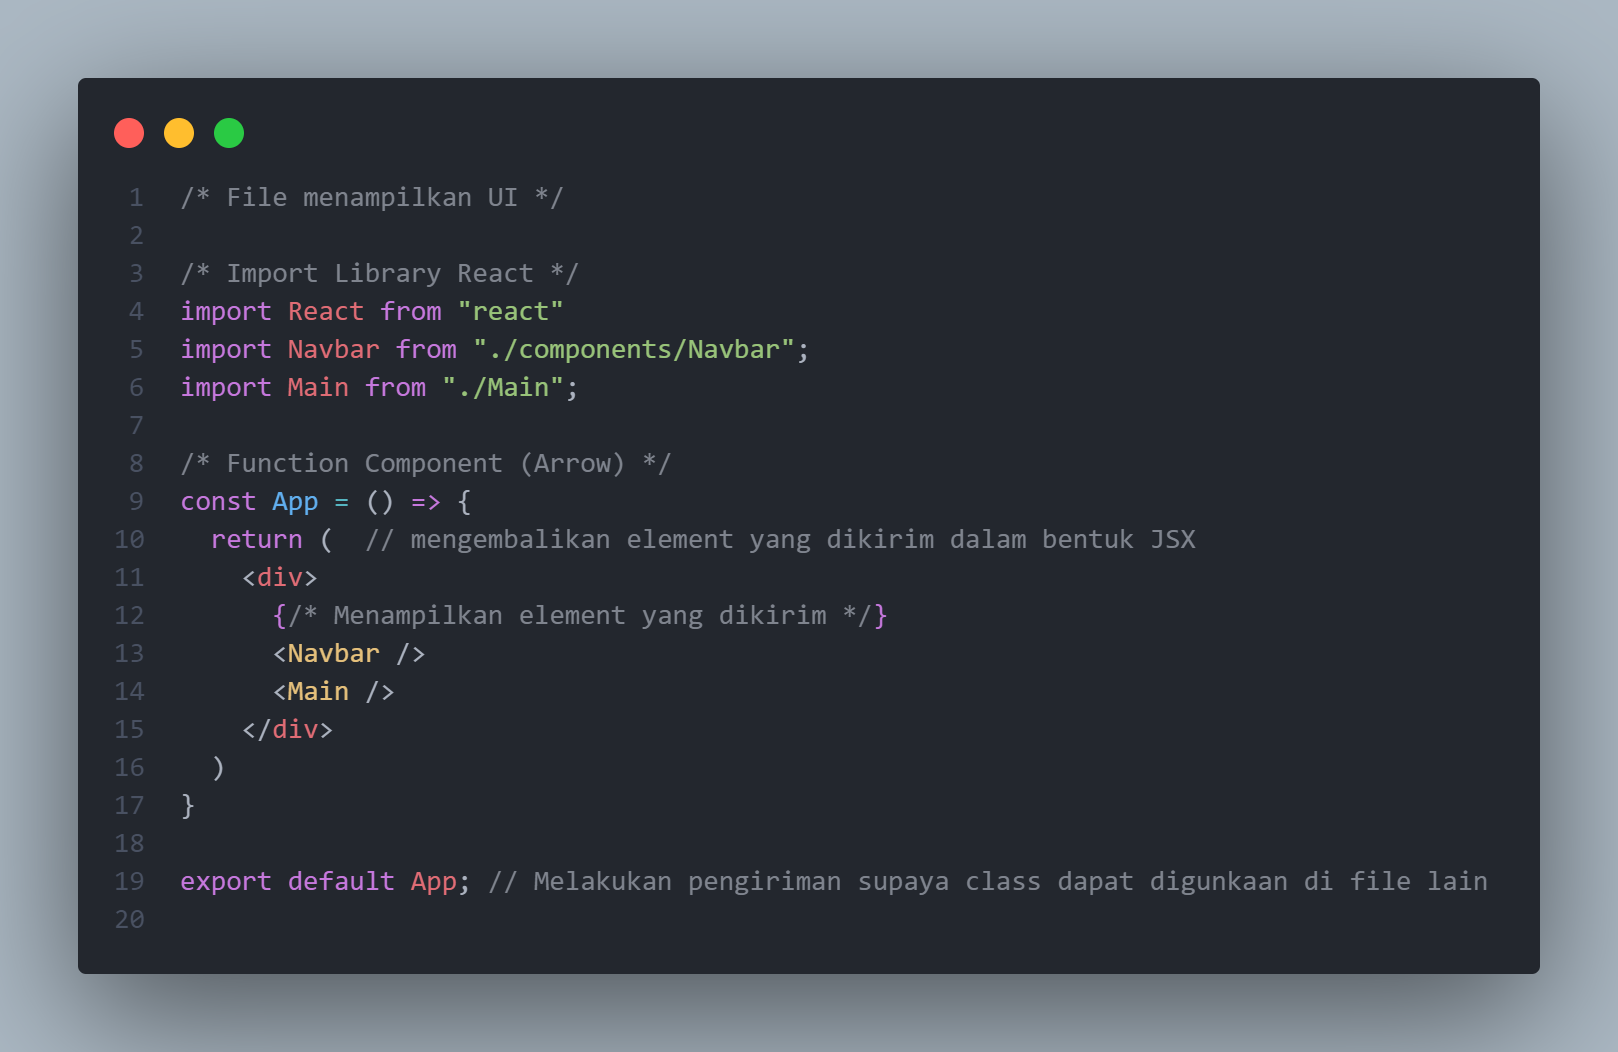 1 /* File menampilkan UI */
2
3 /* Import Library React */
4 import React from "react"
5 import Navbar from "./components/Navbar";
6 import Main from "./Main";
7
8 /* Function Component (Arrow) */
9 const App = () => {
10   return (  // mengembalikan element yang dikirim dalam bentuk JSX
11     <div>
12       {/* Menampilkan element yang dikirim */}
13       <Navbar />
14       <Main />
15     </div>
16   )
17 }
18
19 export default App; // Melakukan pengiriman supaya class dapat digunkaan di file lain
20